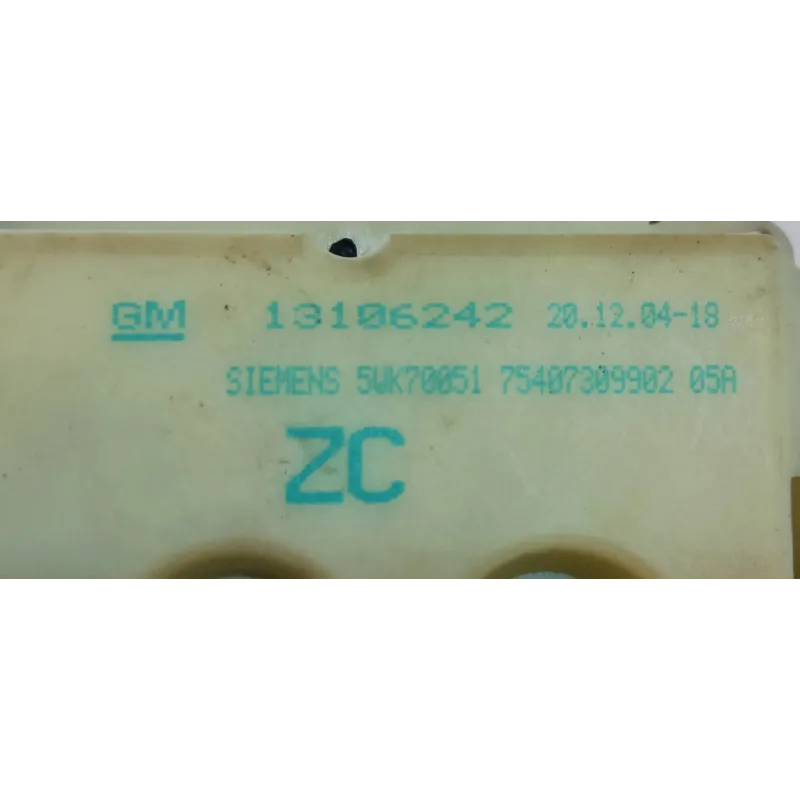 GM 13106242 20.12.04-18
SIEMENS 5WK70051 75407309902 05A
ZC